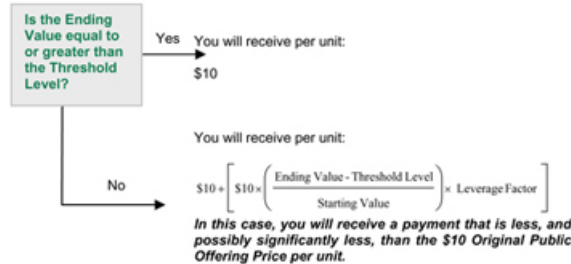 Is the Ending
Value equal to
or greater than
the Threshold
Level?
Yes
You will receive per unit:
$10
No
You will receive per unit:
$10 + [ $10 × ( Ending Value - Threshold Level / Starting Value ) × Leverage Factor ]
In this case, you will receive a payment that is less, and
possibly significantly less, than the $10 Original Public
Offering Price per unit.